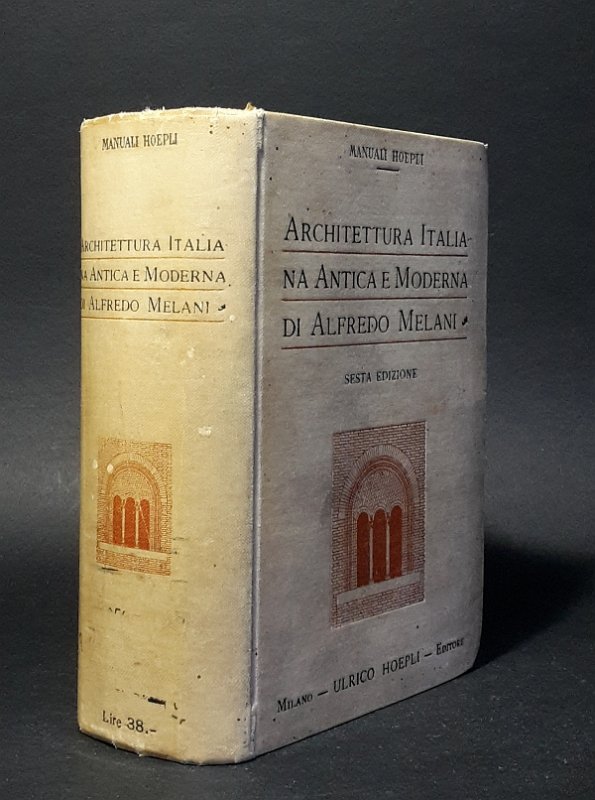 MANUALI HOEPLI
ARCHITETTURA ITALIA
NA ANTICA E MODERNA
DI ALFREDO MELANI
Lire 38.-
MANUALI HOEPLI
ARCHITETTURA ITALIA-
NA ANTICA E MODERNA
DI ALFREDO MELANI
SESTA EDIZIONE
MILANO — ULRICO HOEPLI — EDITORE